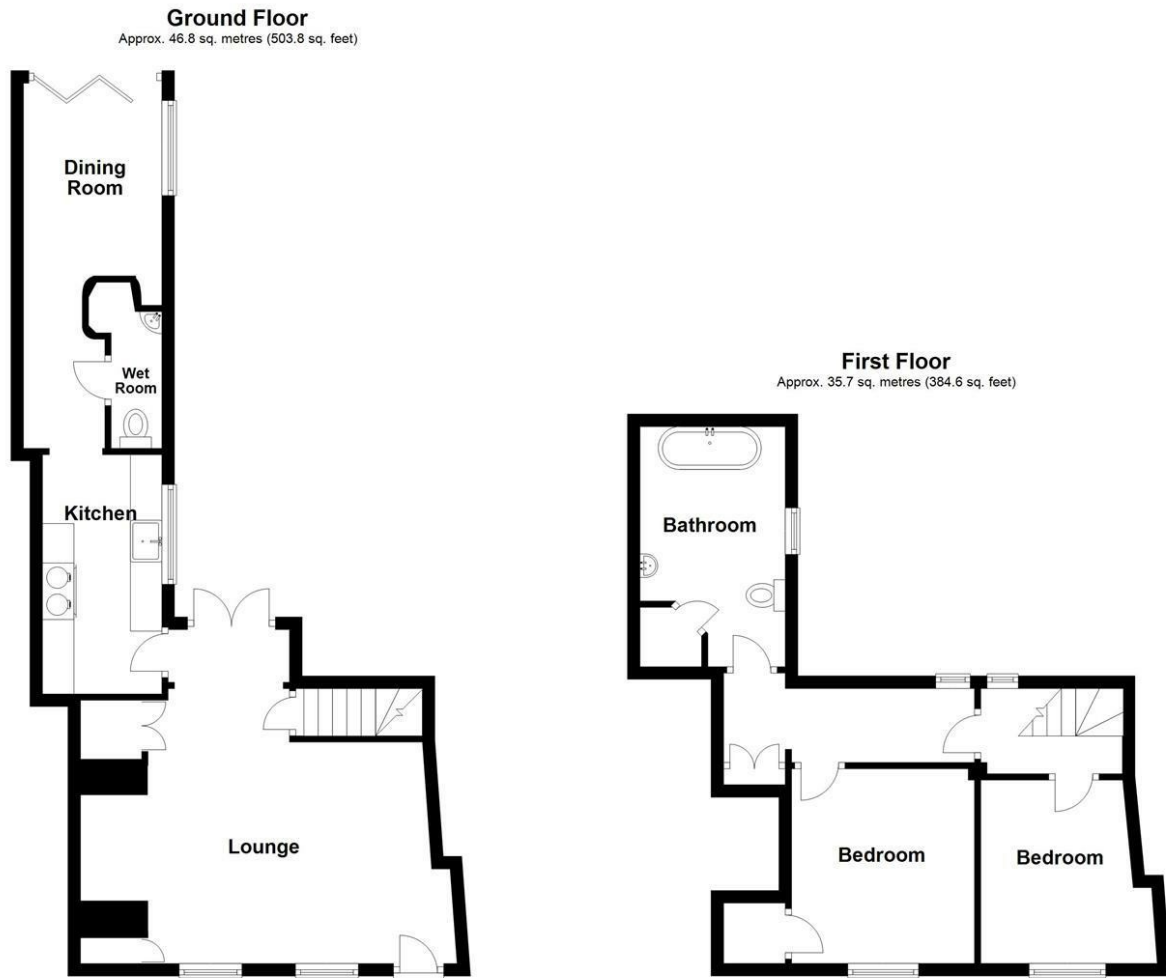 Ground Floor
Approx. 46.8 sq. metres (503.8 sq. feet)
Dining
Room
Wet
Room
Kitchen
Lounge
First Floor
Approx. 35.7 sq. metres (384.6 sq. feet)
Bathroom
Bedroom
Bedroom